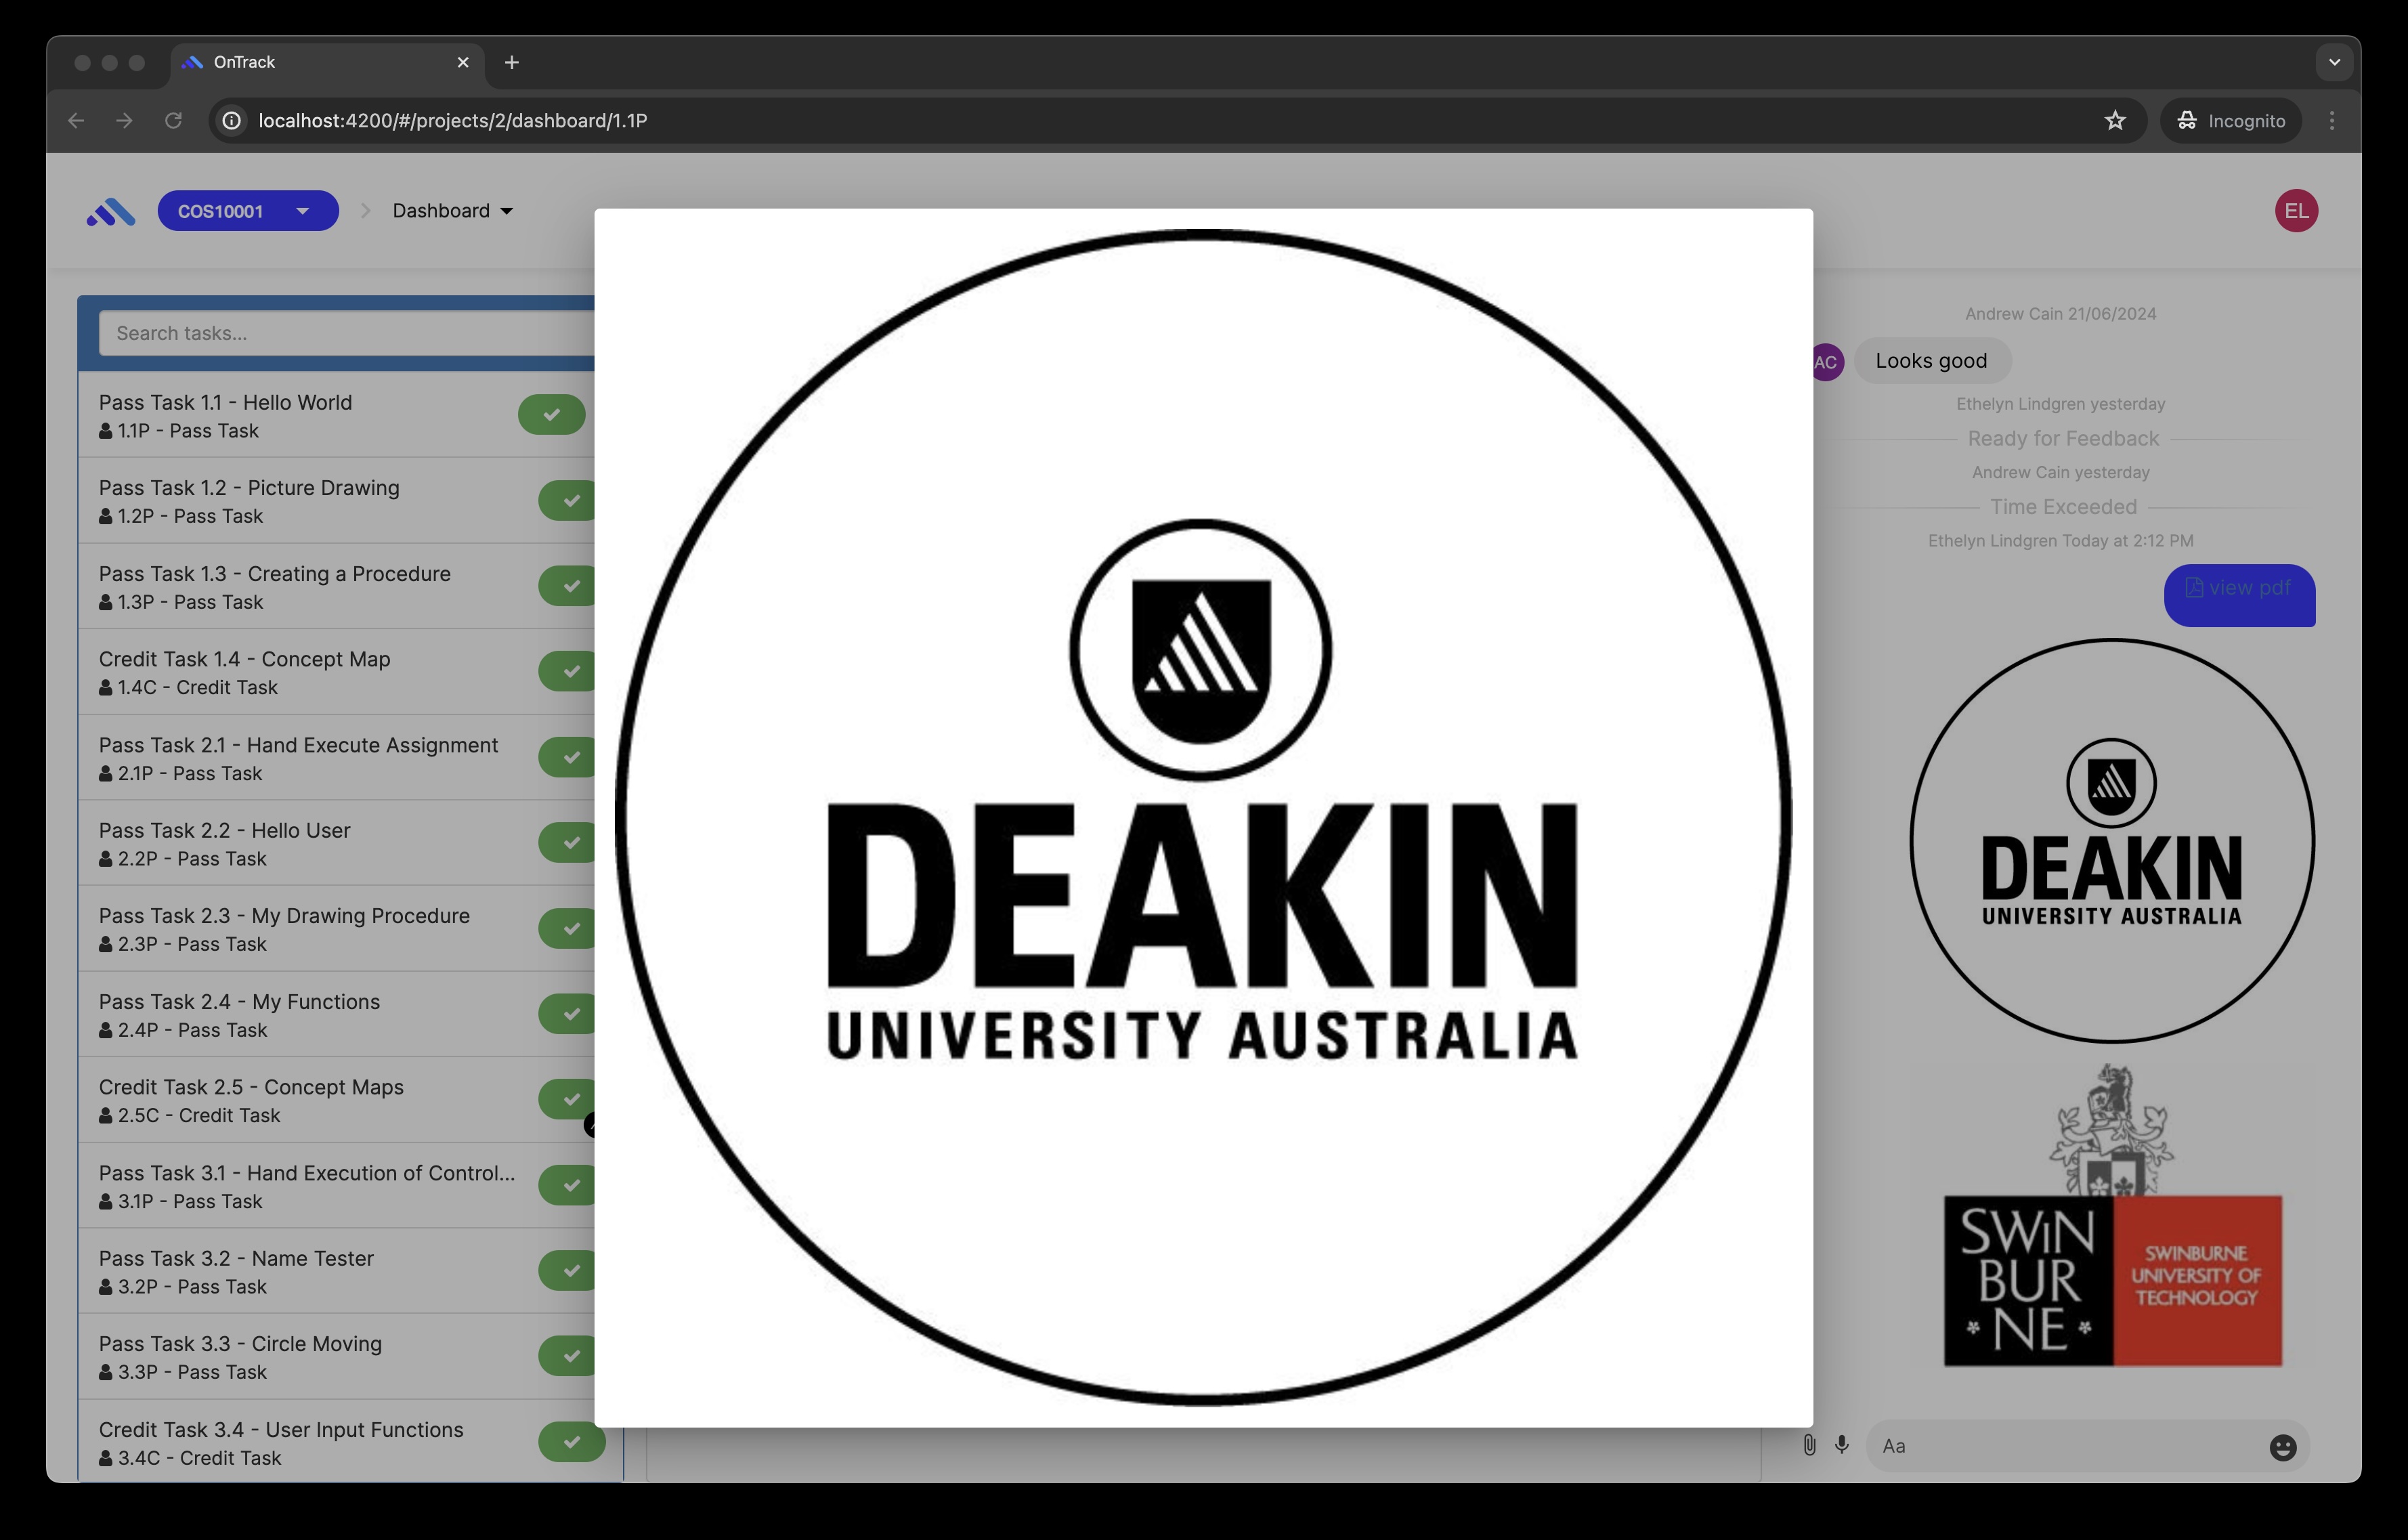 OnTrack
localhost:4200/#/projects/2/dashboard/1.1P
Incognito
COS10001
Dashboard
EL
Search tasks...
Pass Task 1.1 - Hello World
1.1P - Pass Task
Pass Task 1.2 - Picture Drawing
1.2P - Pass Task
Pass Task 1.3 - Creating a Procedure
1.3P - Pass Task
Credit Task 1.4 - Concept Map
1.4C - Credit Task
Pass Task 2.1 - Hand Execute Assignment
2.1P - Pass Task
Pass Task 2.2 - Hello User
2.2P - Pass Task
Pass Task 2.3 - My Drawing Procedure
2.3P - Pass Task
Pass Task 2.4 - My Functions
2.4P - Pass Task
Credit Task 2.5 - Concept Maps
2.5C - Credit Task
Pass Task 3.1 - Hand Execution of Control...
3.1P - Pass Task
Pass Task 3.2 - Name Tester
3.2P - Pass Task
Pass Task 3.3 - Circle Moving
3.3P - Pass Task
Credit Task 3.4 - User Input Functions
3.4C - Credit Task
DEAKIN
UNIVERSITY AUSTRALIA
Andrew Cain 21/06/2024
AC
Looks good
Ethelyn Lindgren yesterday
Ready for Feedback
Andrew Cain yesterday
Time Exceeded
Ethelyn Lindgren Today at 2:12 PM
view pdf
DEAKIN
UNIVERSITY AUSTRALIA
SWIN
BUR
NE
SWINBURNE
UNIVERSITY OF
TECHNOLOGY
Aa